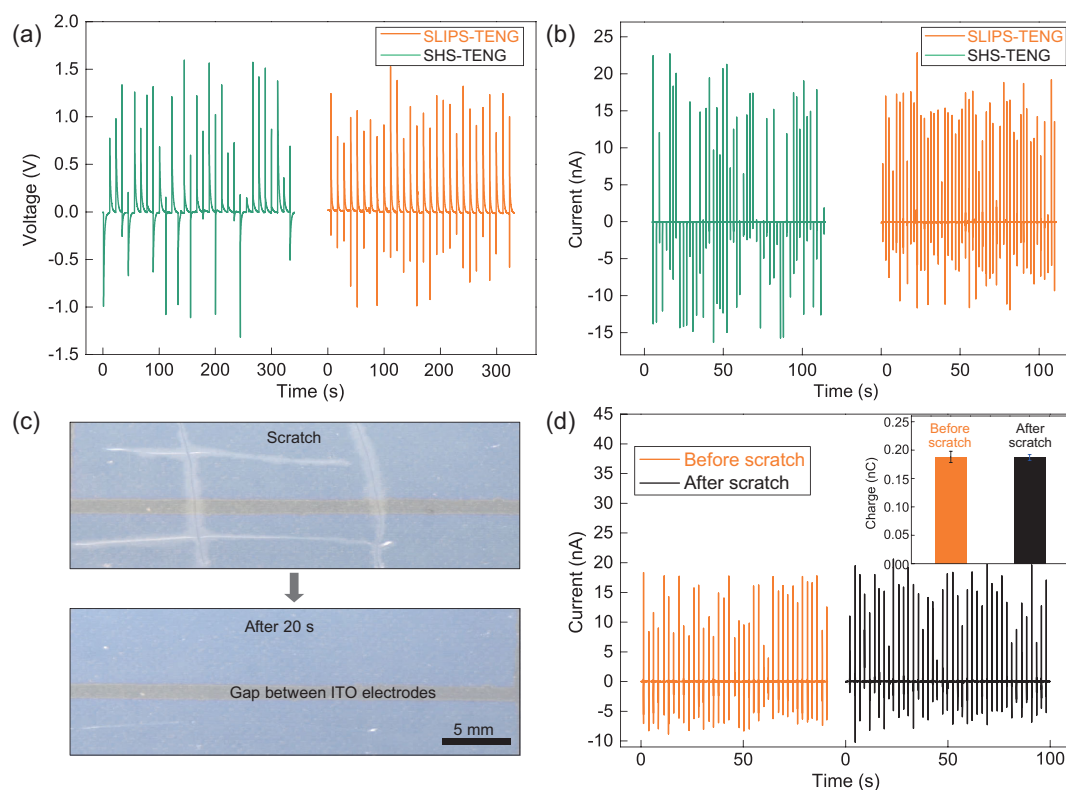 (a)
2.0
1.5
1.0
0.5
0.0
-0.5
-1.0
-1.5
Voltage (V)
SLIPS-TENG
SHS-TENG
0 100 200 300 0 100 200 300
Time (s)
(b)
25
20
15
10
5
0
-5
-10
-15
Current (nA)
SLIPS-TENG
SHS-TENG
0 50 100 0 50 100
Time (s)
(c)
Scratch
After 20 s
Gap between ITO electrodes
5 mm
(d)
45
40
35
30
25
20
15
10
5
0
-5
-10
Current (nA)
Before scratch
After scratch
0.25
0.20
0.15
0.10
0.05
0.00
Charge (nC)
Before
scratch
After
scratch
0 50 0 50 100
Time (s)